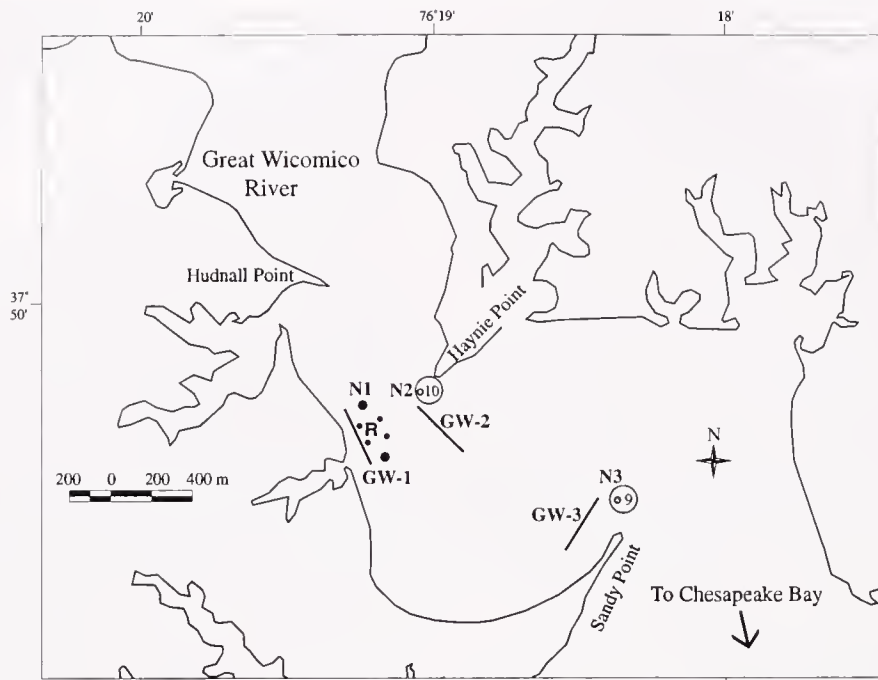 20'
76°19'
18'
Great Wicomico
River
Hudnall Point
37°
50'
Haynie Point
N1
N2
10
R
GW-2
N
200 0 200 400 m
GW-1
N3
9
GW-3
Sandy Point
To Chesapeake Bay